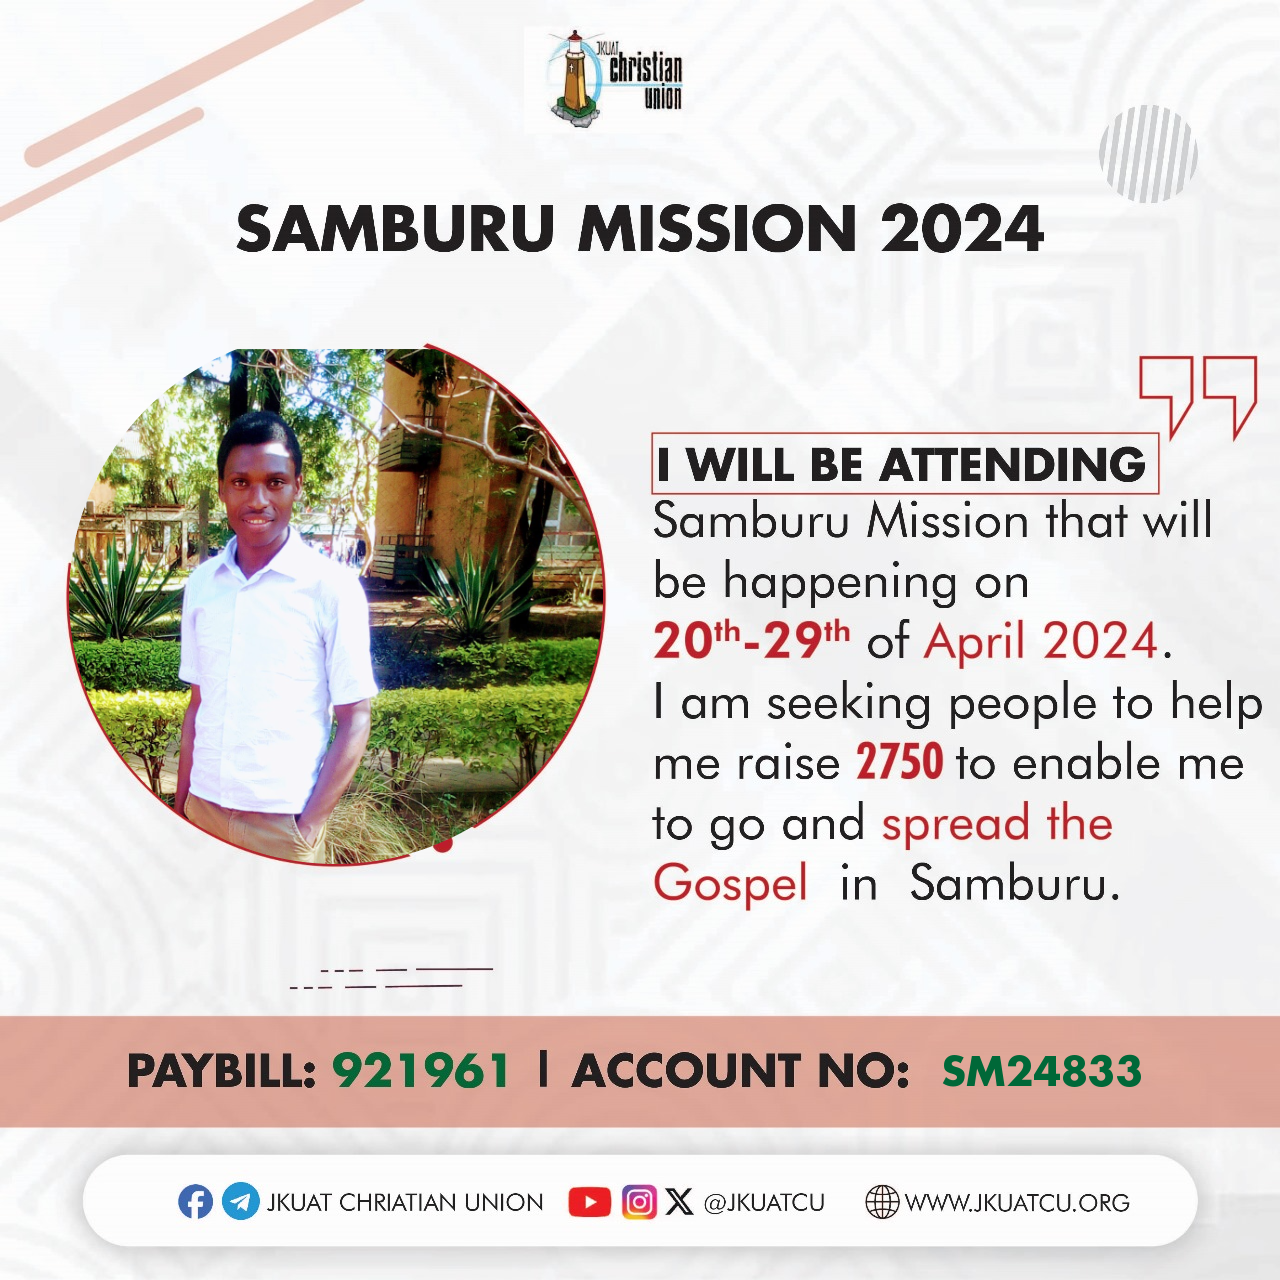 JKUAT
christian
union
SAMBURU MISSION 2024
I WILL BE ATTENDING
Samburu Mission that will
be happening on
20th-29th of April 2024.
I am seeking people to help
me raise 2750 to enable me
to go and spread the
Gospel in Samburu.
PAYBILL: 921961 | ACCOUNT NO: SM24833
JKUAT CHRIATIAN UNION @JKUATCU WWW.JKUATCU.ORG